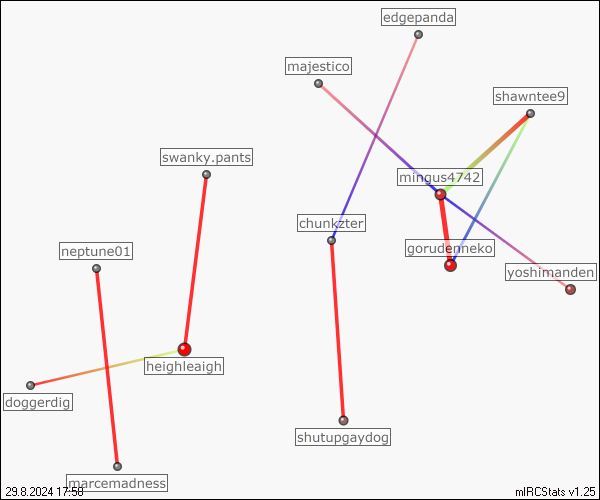 edgepanda
majestico
shawntee9
swanky.pants
mingus4742
chunkzter
neptune01
gorudenneko
yoshimanden
heighleaigh
doggerdig
shutupgaydog
marcemadness
29.8.2024 17:58
mIRCStats v1.25